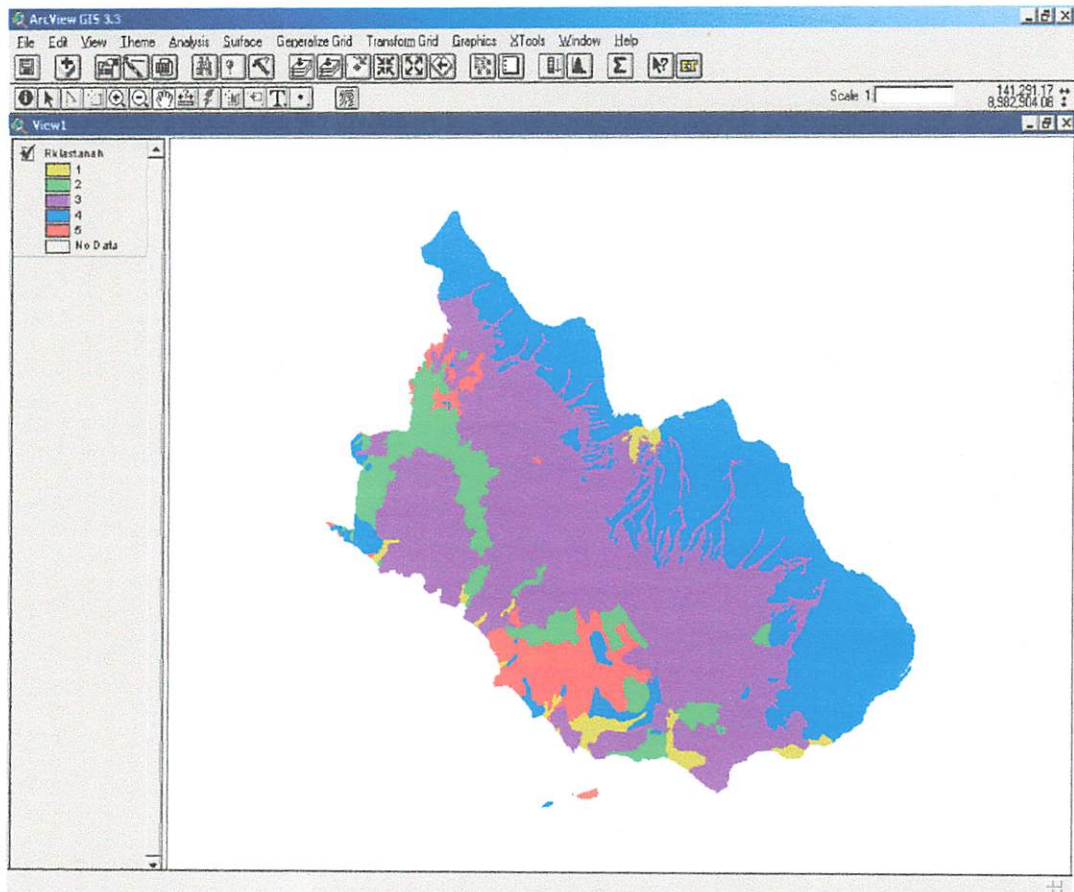 ArcView GIS 3.3
File Edit View Theme Analysis Surface Generalize Grid Transform Grid Graphics XTools Window Help
Scale 1: 141,291.17
8,982,904.08
View1
Rklastanah
1
2
3
4
5
No Data